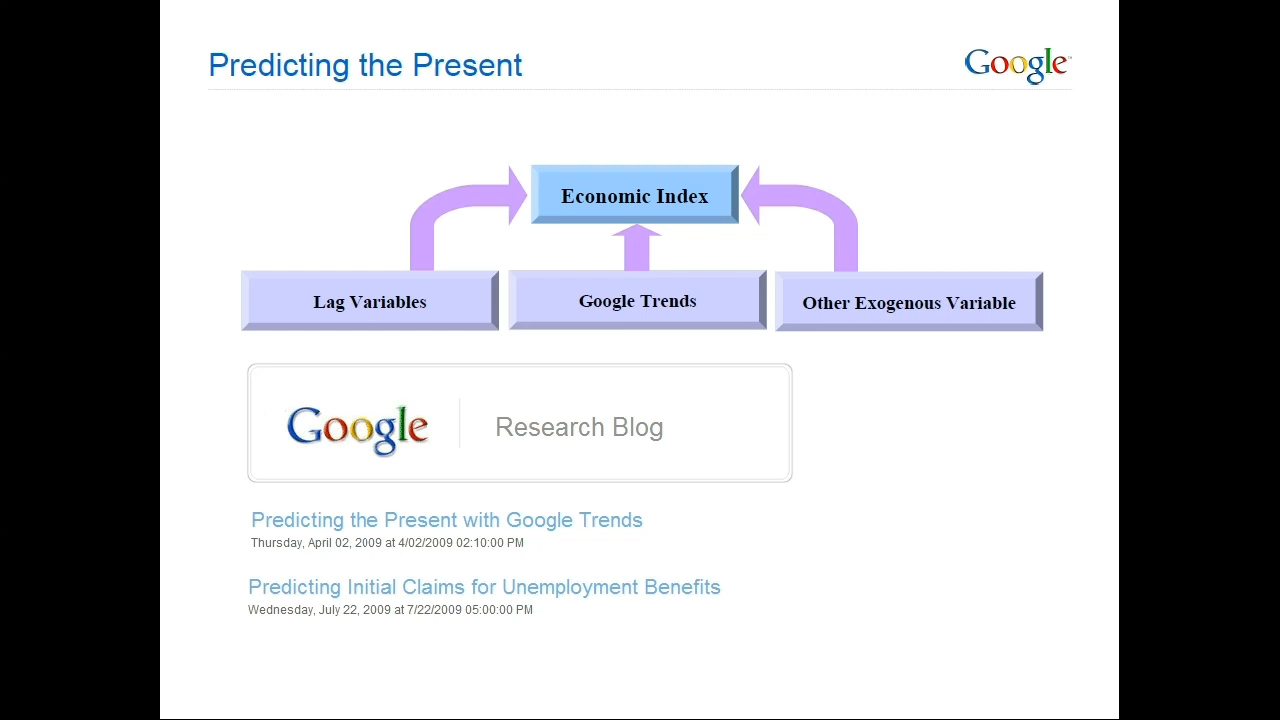 Predicting the Present
Google™
Economic Index
Lag Variables
Google Trends
Other Exogenous Variable
Google
Research Blog
Predicting the Present with Google Trends
Thursday, April 02, 2009 at 4/02/2009 02:10:00 PM
Predicting Initial Claims for Unemployment Benefits
Wednesday, July 22, 2009 at 7/22/2009 05:00:00 PM